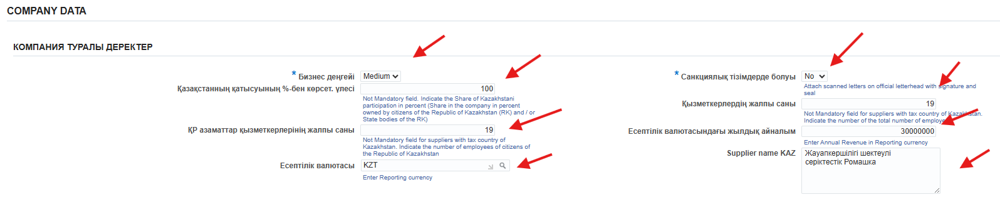 COMPANY DATA
КОМПАНИЯ ТУРАЛЫ ДЕРЕКТЕР
* Бизнес деңгейі Medium
Қазақстанның қатысуының %-бен көрсет. үлесі 100
Not Mandatory field. Indicate the Share of Kazakhstani
participation in percent (Share in the company in percent
owned by citizens of the Republic of Kazakhstan (RK) and / or
State bodies of the RK)
ҚР азаматтар қызметкерлерінің жалпы саны 19
Not Mandatory field for suppliers with tax country of
Kazakhstan. Indicate the number of employees of citizens of
the Republic of Kazakhstan
Есептілік валютасы KZT
Enter Reporting currency
* Санкциялық тізімдерде болуы No
Attach scanned letters on official letterhead with signature and
seal
Қызметкерлердің жалпы саны 19
Not Mandatory field for suppliers with tax country of Kazakhstan.
Indicate the number of the total number of
Есептілік валютасындағы жылдық айналым 30000000
Enter Annual Revenue in Reporting currency
Supplier name KAZ Жауапкершілігі шектеулі
серіктестік Ромашка